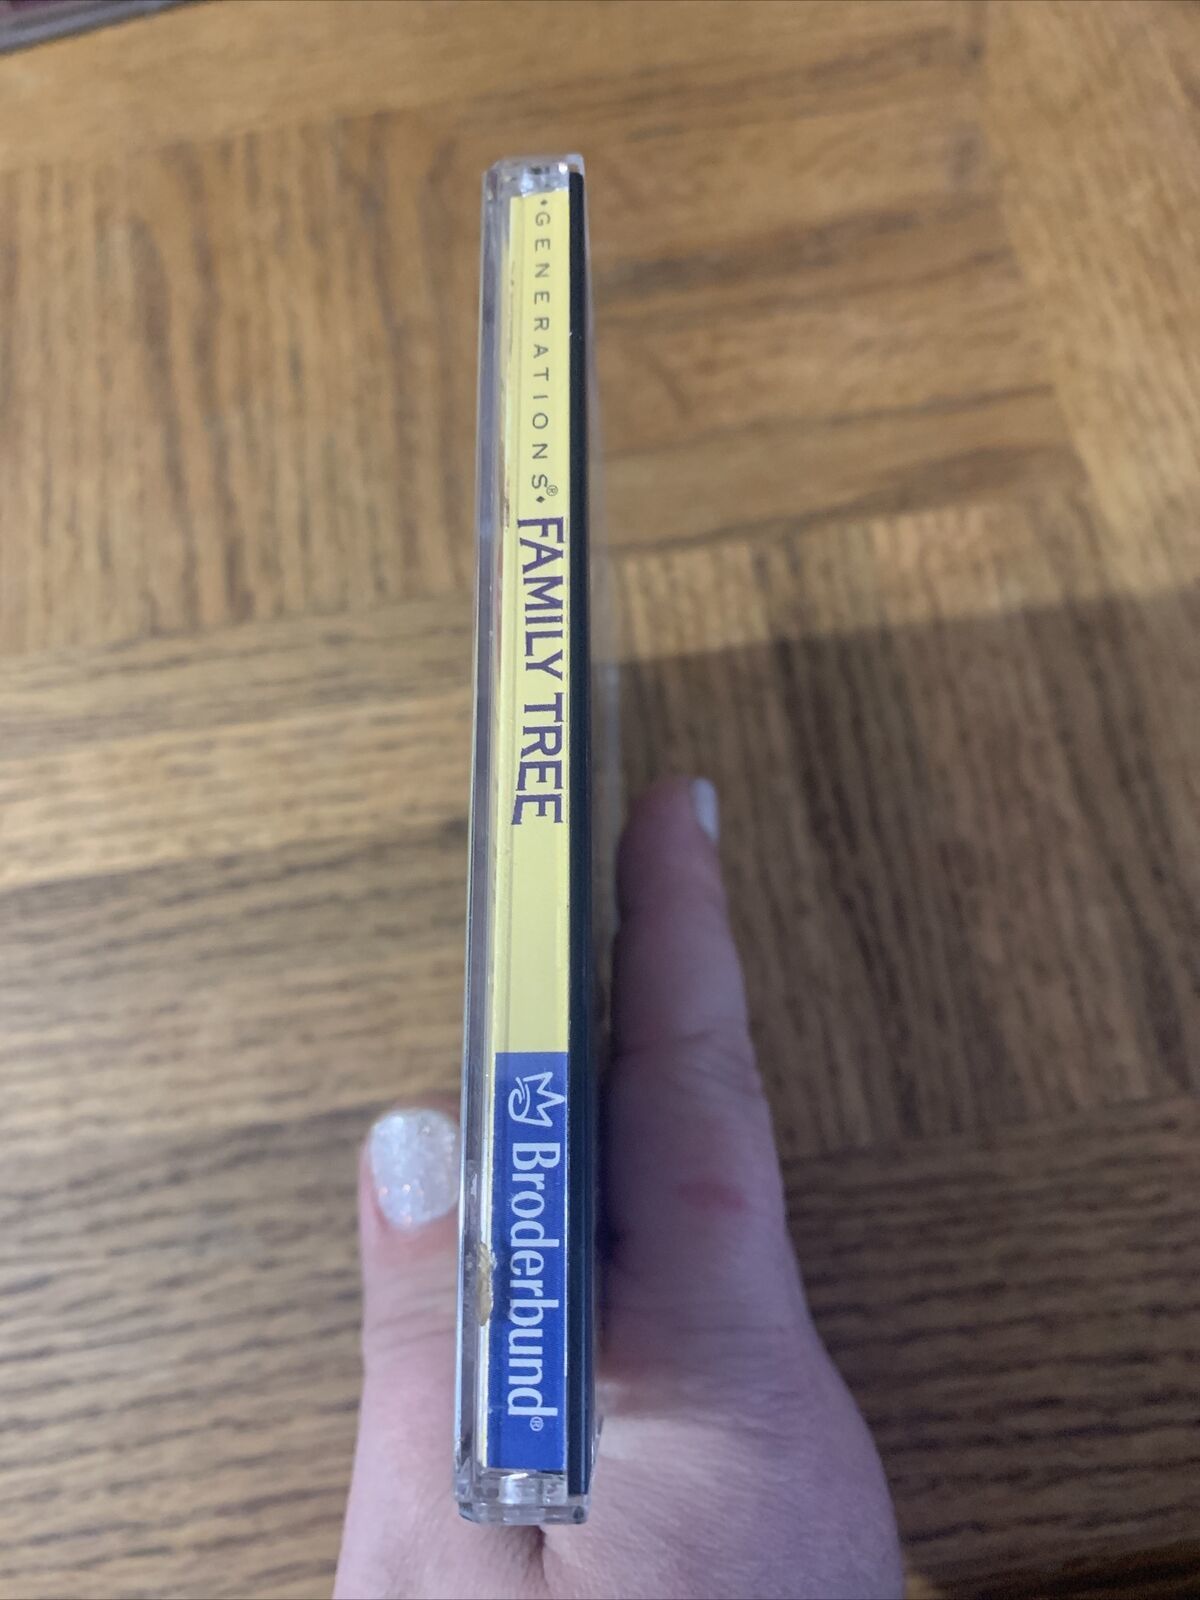 •GENERATIONS®•
FAMILY TREE
Broderbund®